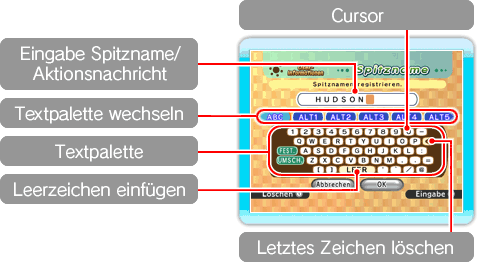 Cursor
Eingabe Spitzname/
Aktionsnachricht
Textpalette wechseln
Textpalette
Leerzeichen einfügen
Letztes Zeichen löschen
Spitzname
Spitznamen registrieren.
HUDSON
ABC ALT1 ALT2 ALT3 ALT4 ALT5
1 2 3 4 5 6 7 8 9 0 -
Q W E R T Y U I O P
FEST. A S D F G H J K L
UMSCH. Z X C V B N M , . =
[ ] LEER / @
Abbrechen OK
Löschen Eingabe